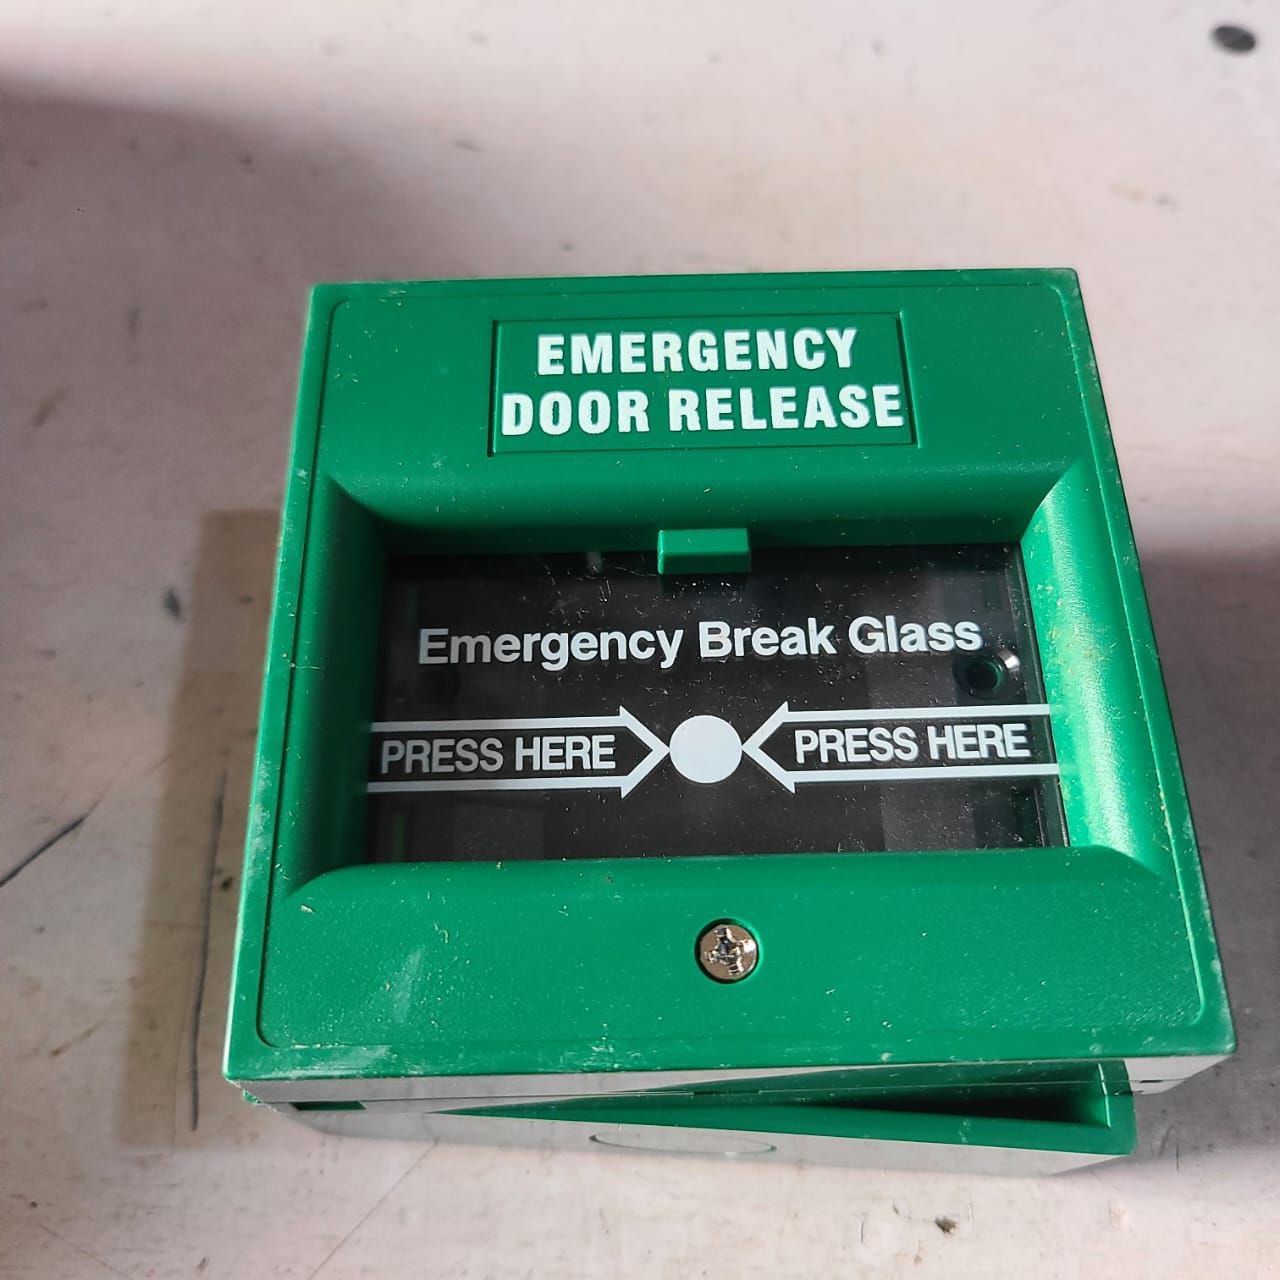 EMERGENCY
DOOR RELEASE
Emergency Break Glass
PRESS HERE PRESS HERE